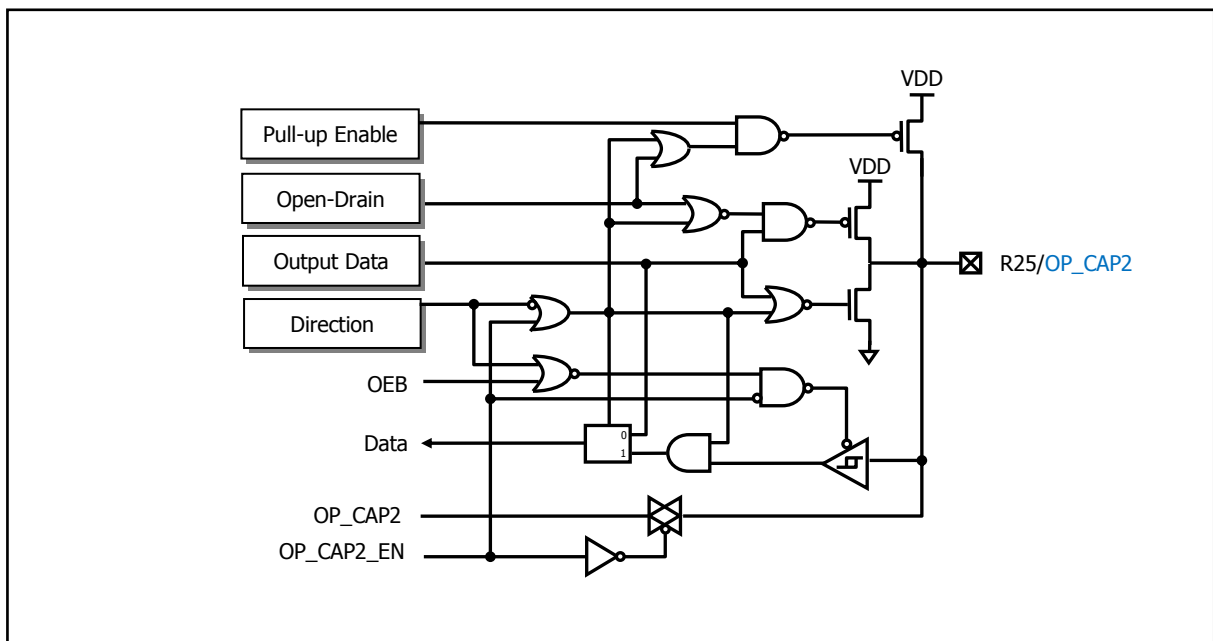 VDD
Pull-up Enable
VDD
Open-Drain
Output Data
R25/OP_CAP2
Direction
OEB
Data
0
1
OP_CAP2
OP_CAP2_EN